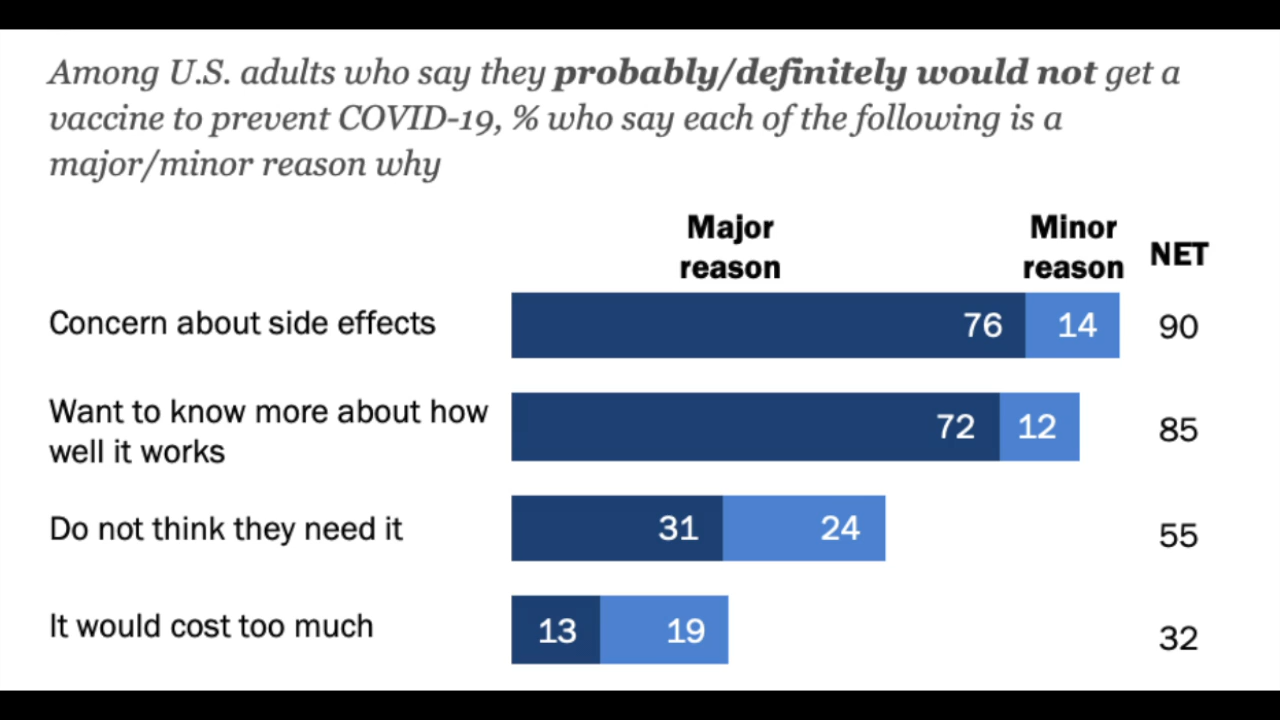 Among U.S. adults who say they probably/definitely would not get a
vaccine to prevent COVID-19, % who say each of the following is a
major/minor reason why
Major reason
Minor reason
NET
Concern about side effects 76 14 90
Want to know more about how
well it works 72 12 85
Do not think they need it 31 24 55
It would cost too much 13 19 32